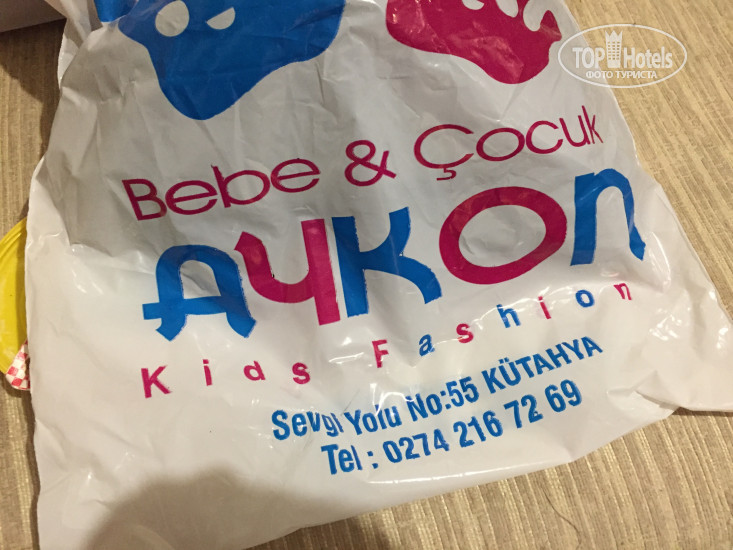 TOP Hotels
ФОТО ТУРИСТА
Bebe & Çocuk
AYKOn
Kids Fashion
Sevgi Yolu No:55 KÜTAHYA
Tel : 0274 216 72 69